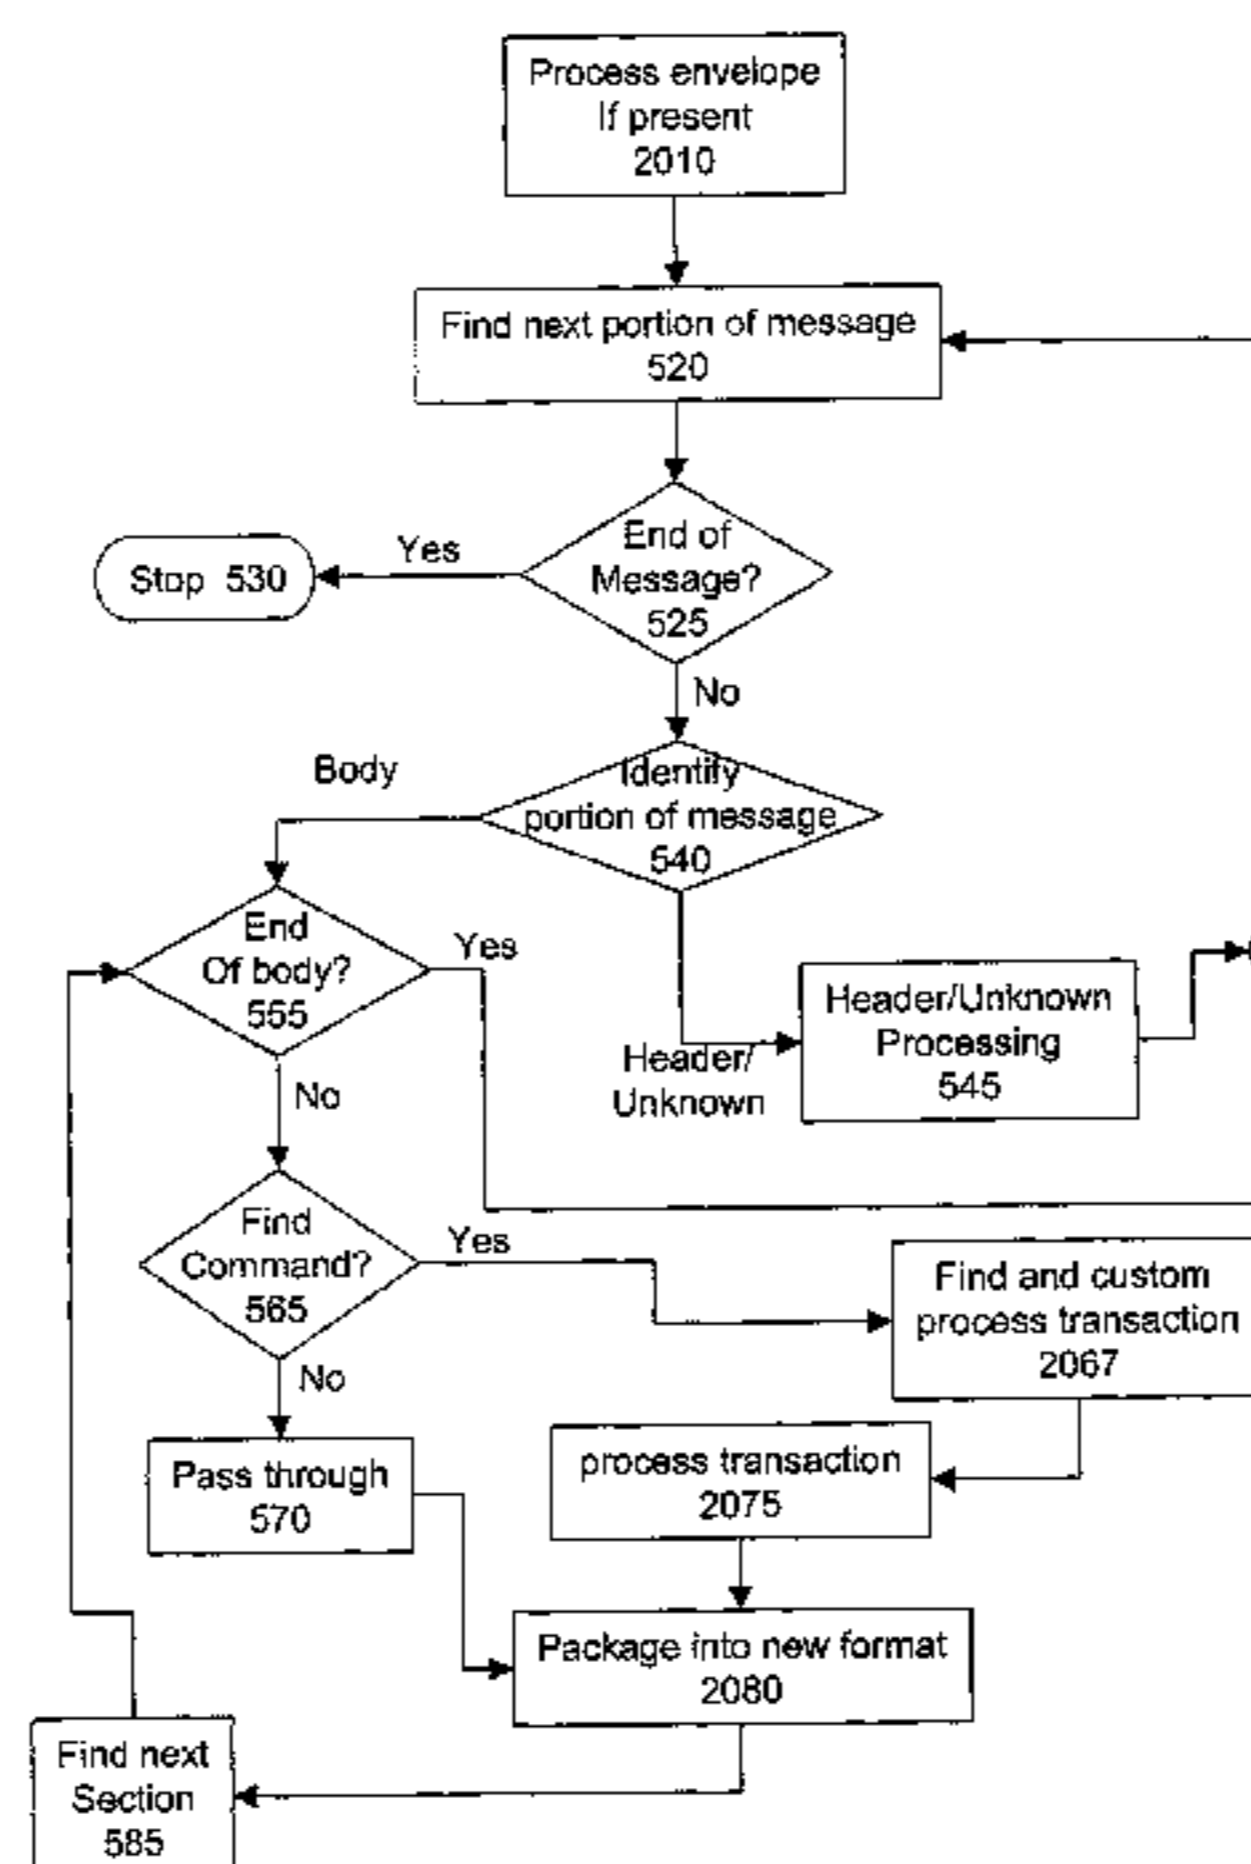 Process envelope
If present
2010
Find next portion of message
520
End of
Message?
525
Yes
Stop 530
No
Identify
portion of message
540
Body
End
Of body?
555
Yes
Header/
Unknown
Header/Unknown
Processing
545
No
Find
Command?
565
Yes
Find and custom
process transaction
2067
No
Pass through
570
process transaction
2075
Package into new format
2080
Find next
Section
585